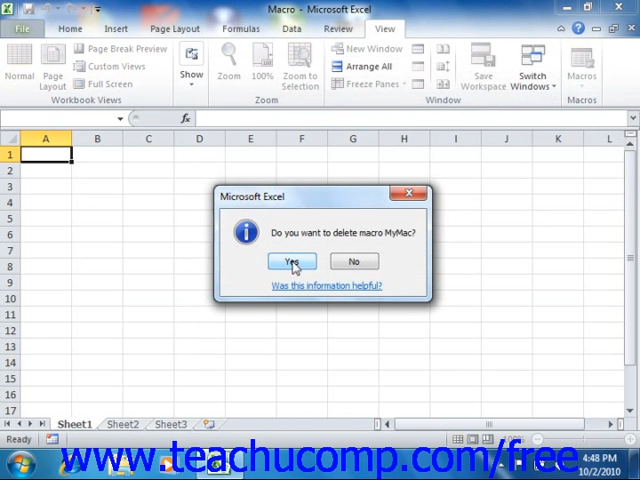 Macro - Microsoft Excel
File Home Insert Page Layout Formulas Data Review View
Normal Page Layout Page Break Preview Custom Views Full Screen
Workbook Views
Show
Zoom 100% Zoom to Selection
Zoom
New Window Arrange All Freeze Panes
Save Workspace Switch Windows
Window
Macros
Macros
fx
A B C D E F G H I J K L
1
2
3
4
5
6
7
8
9
10
11
12
13
14
15
16
17
Microsoft Excel
Do you want to delete macro MyMac?
Yes No
Was this information helpful?
Sheet1 Sheet2 Sheet3
Ready 100%
www.teachucomp.com/free
4:48 PM
10/2/2010